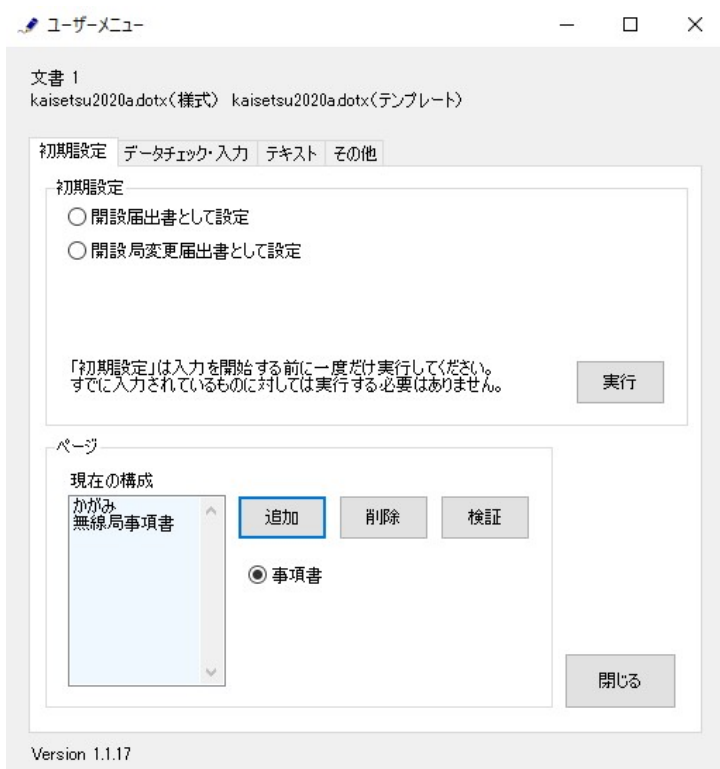 ユーザーメニュー
文書 1
kaisetsu2020a.dotx(様式) kaisetsu2020a.dotx(テンプレート)
初期設定 データチェック・入力 テキスト その他
初期設定
開設届出書として設定
開設局変更届出書として設定
「初期設定」は入力を開始する前に一度だけ実行してください。
すでに入力されているものに対しては実行する必要はありません。
実行
ページ
現在の構成
かがみ
無線局事項書
追加 削除 検証
事項書
閉じる
Version 1.1.17